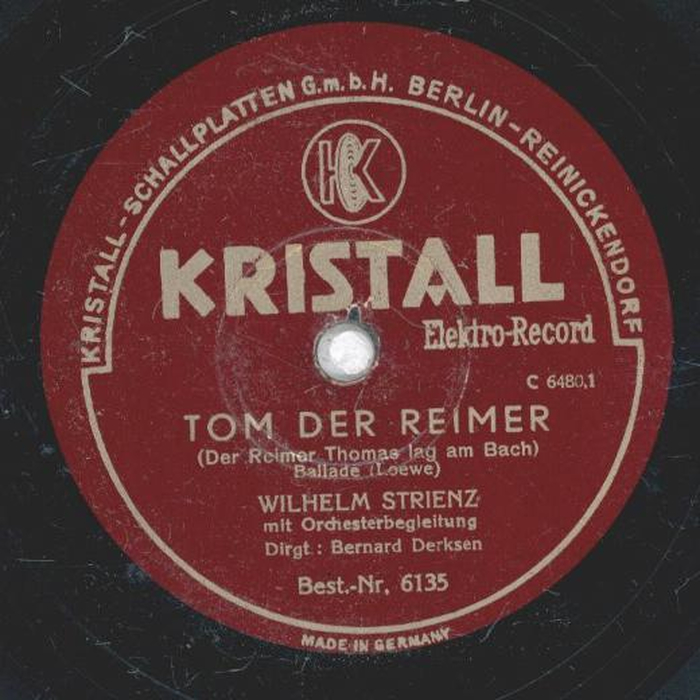 KRISTALL-SCHALLPLATTEN G.m.b.H. BERLIN-REINICKENDORF
K
KRISTALL
Elektro-Record
C 6480,1
TOM DER REIMER
(Der Reimer Thomas lag am Bach)
Ballade (Loewe)
WILHELM STRIENZ
mit Orchesterbegleitung
Dirgt.: Bernard Derksen
Best.-Nr. 6135
MADE IN GERMANY